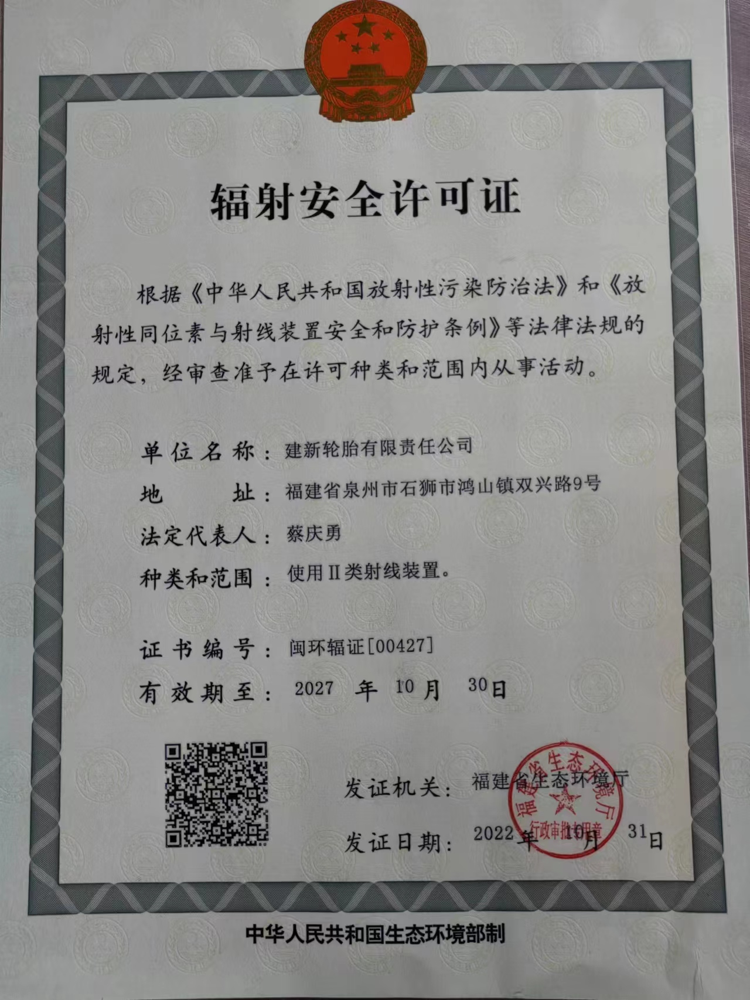 辐射安全许可证
根据《中华人民共和国放射性污染防治法》和《放
射性同位素与射线装置安全和防护条例》等法律法规的
规定，经审查准予在许可种类和范围内从事活动。
单位名称：建新轮胎有限责任公司
地址：福建省泉州市石狮市鸿山镇双兴路9号
法定代表人：蔡庆勇
种类和范围：使用Ⅱ类射线装置。
证书编号：闽环辐证[00427]
有效期至：2027 年 10 月 30日
发证机关：福建省生态环境厅
发证日期：2022 年 10月 31日
福建省生态环境厅
行政审批专用章
中华人民共和国生态环境部制